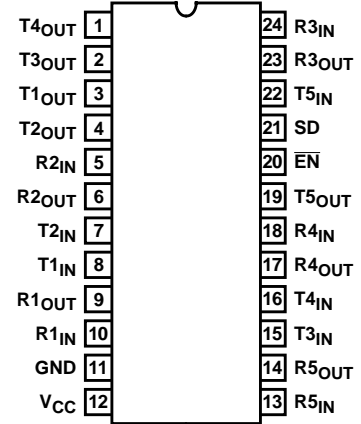 T4OUT 1 24 R3IN
T3OUT 2 23 R3OUT
T1OUT 3 22 T5IN
T2OUT 4 21 SD
R2IN 5 20 EN
R2OUT 6 19 T5OUT
T2IN 7 18 R4IN
T1IN 8 17 R4OUT
R1OUT 9 16 T4IN
R1IN 10 15 T3IN
GND 11 14 R5OUT
VCC 12 13 R5IN